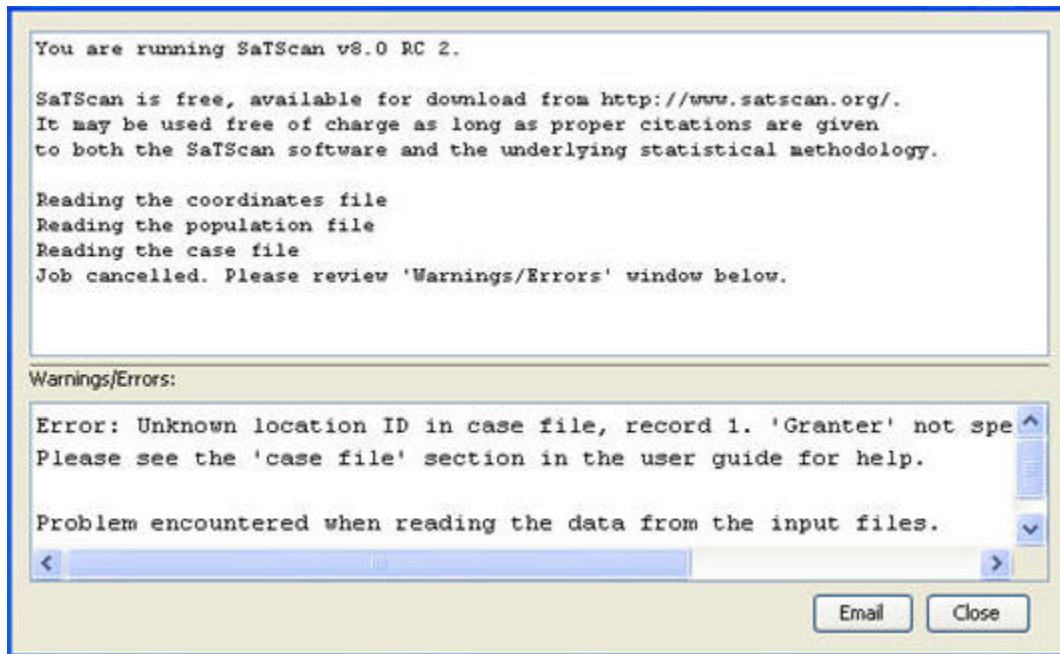 You are running SaTScan v8.0 RC 2.
SaTScan is free, available for download from http://www.satscan.org/.
It may be used free of charge as long as proper citations are given
to both the SaTScan software and the underlying statistical methodology.
Reading the coordinates file
Reading the population file
Reading the case file
Job cancelled. Please review 'Warnings/Errors' window below.
Warnings/Errors:
Error: Unknown location ID in case file, record 1. 'Granter' not spe
Please see the 'case file' section in the user guide for help.
Problem encountered when reading the data from the input files.
Email Close